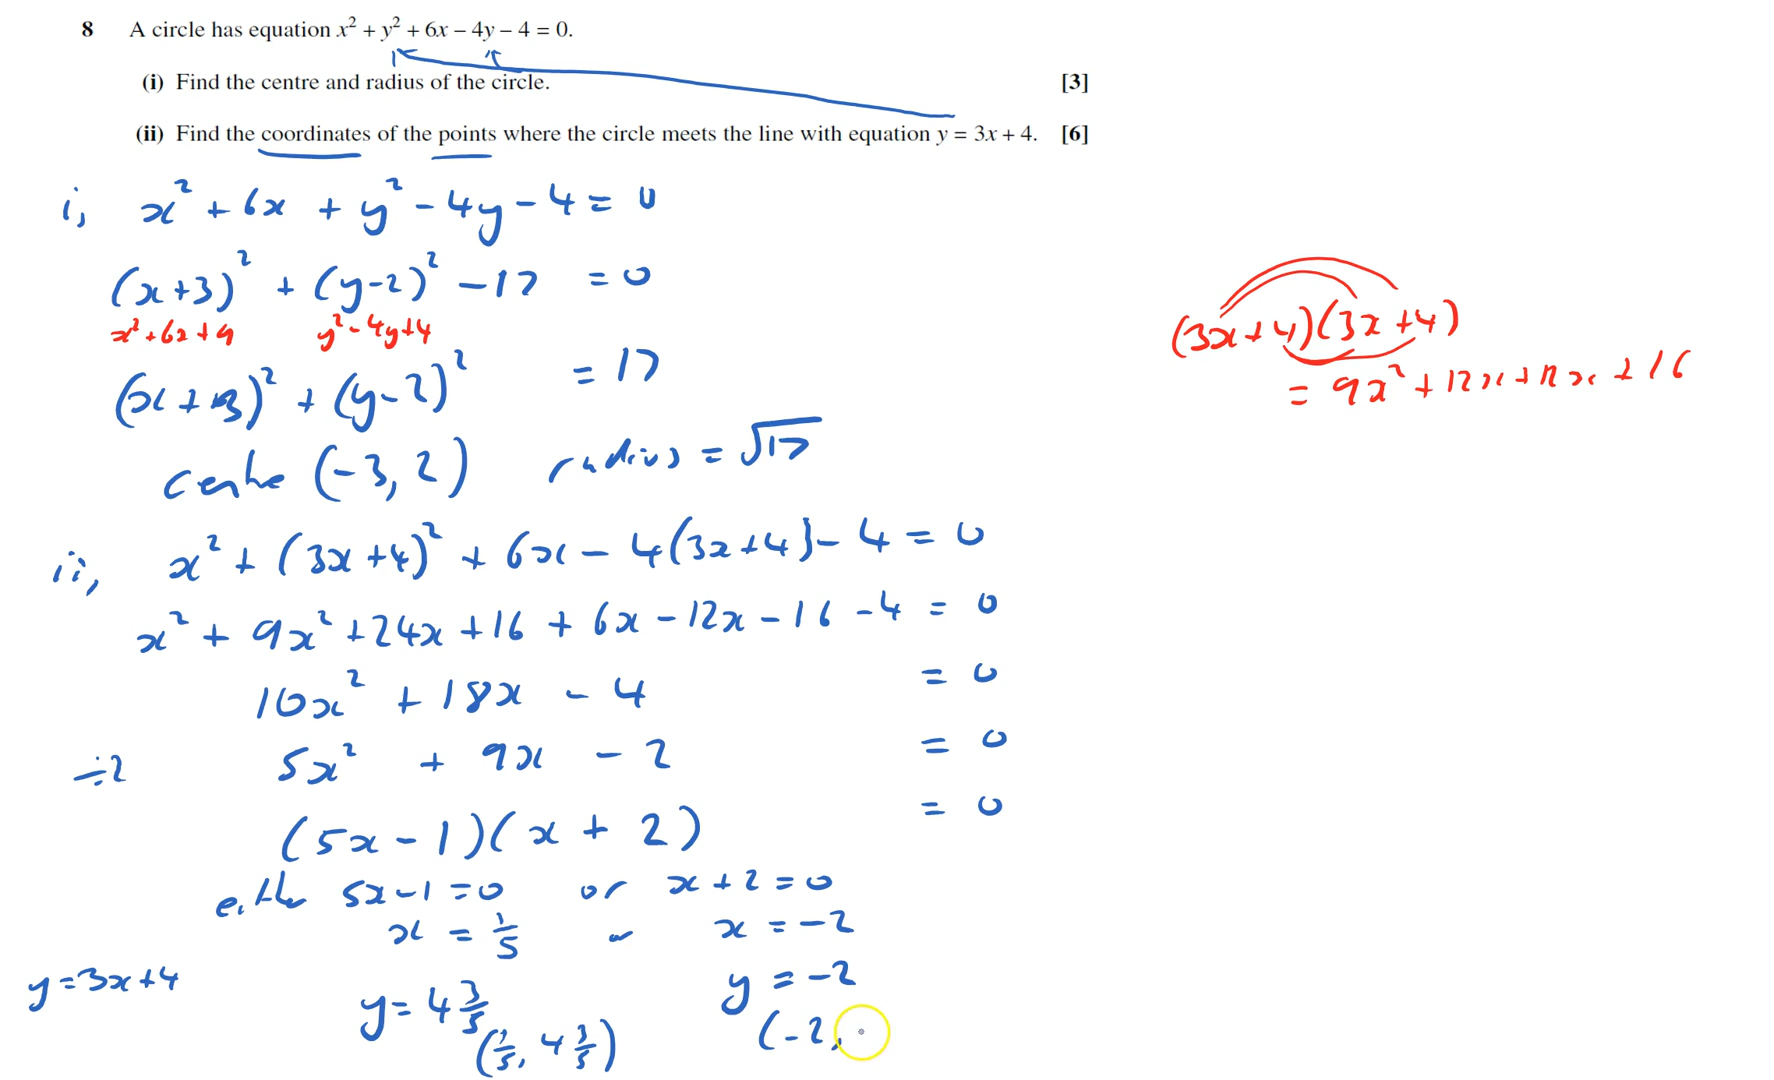 8 A circle has equation x² + y² + 6x − 4y − 4 = 0.
(i) Find the centre and radius of the circle. [3]
(ii) Find the coordinates of the points where the circle meets the line with equation y = 3x + 4. [6]
i, x² + 6x + y² - 4y - 4 = 0
(x+3)² + (y-2)² - 17 = 0
x²+6x+9 y²-4y+4
(x+3)² + (y-2)² = 17
centre (-3, 2) radius = √17
(3x+4)(3x+4)
= 9x² + 12x + 12x + 16
ii, x² + (3x+4)² + 6x - 4(3x+4) - 4 = 0
x² + 9x² + 24x + 16 + 6x - 12x - 16 - 4 = 0
10x² + 18x - 4 = 0
÷2 5x² + 9x - 2 = 0
(5x - 1)(x + 2) = 0
either 5x-1=0 or x+2=0
x = 1/5 or x = -2
y=3x+4 y= 4 3/5 y = -2
(1/5, 4 3/5) (-2,